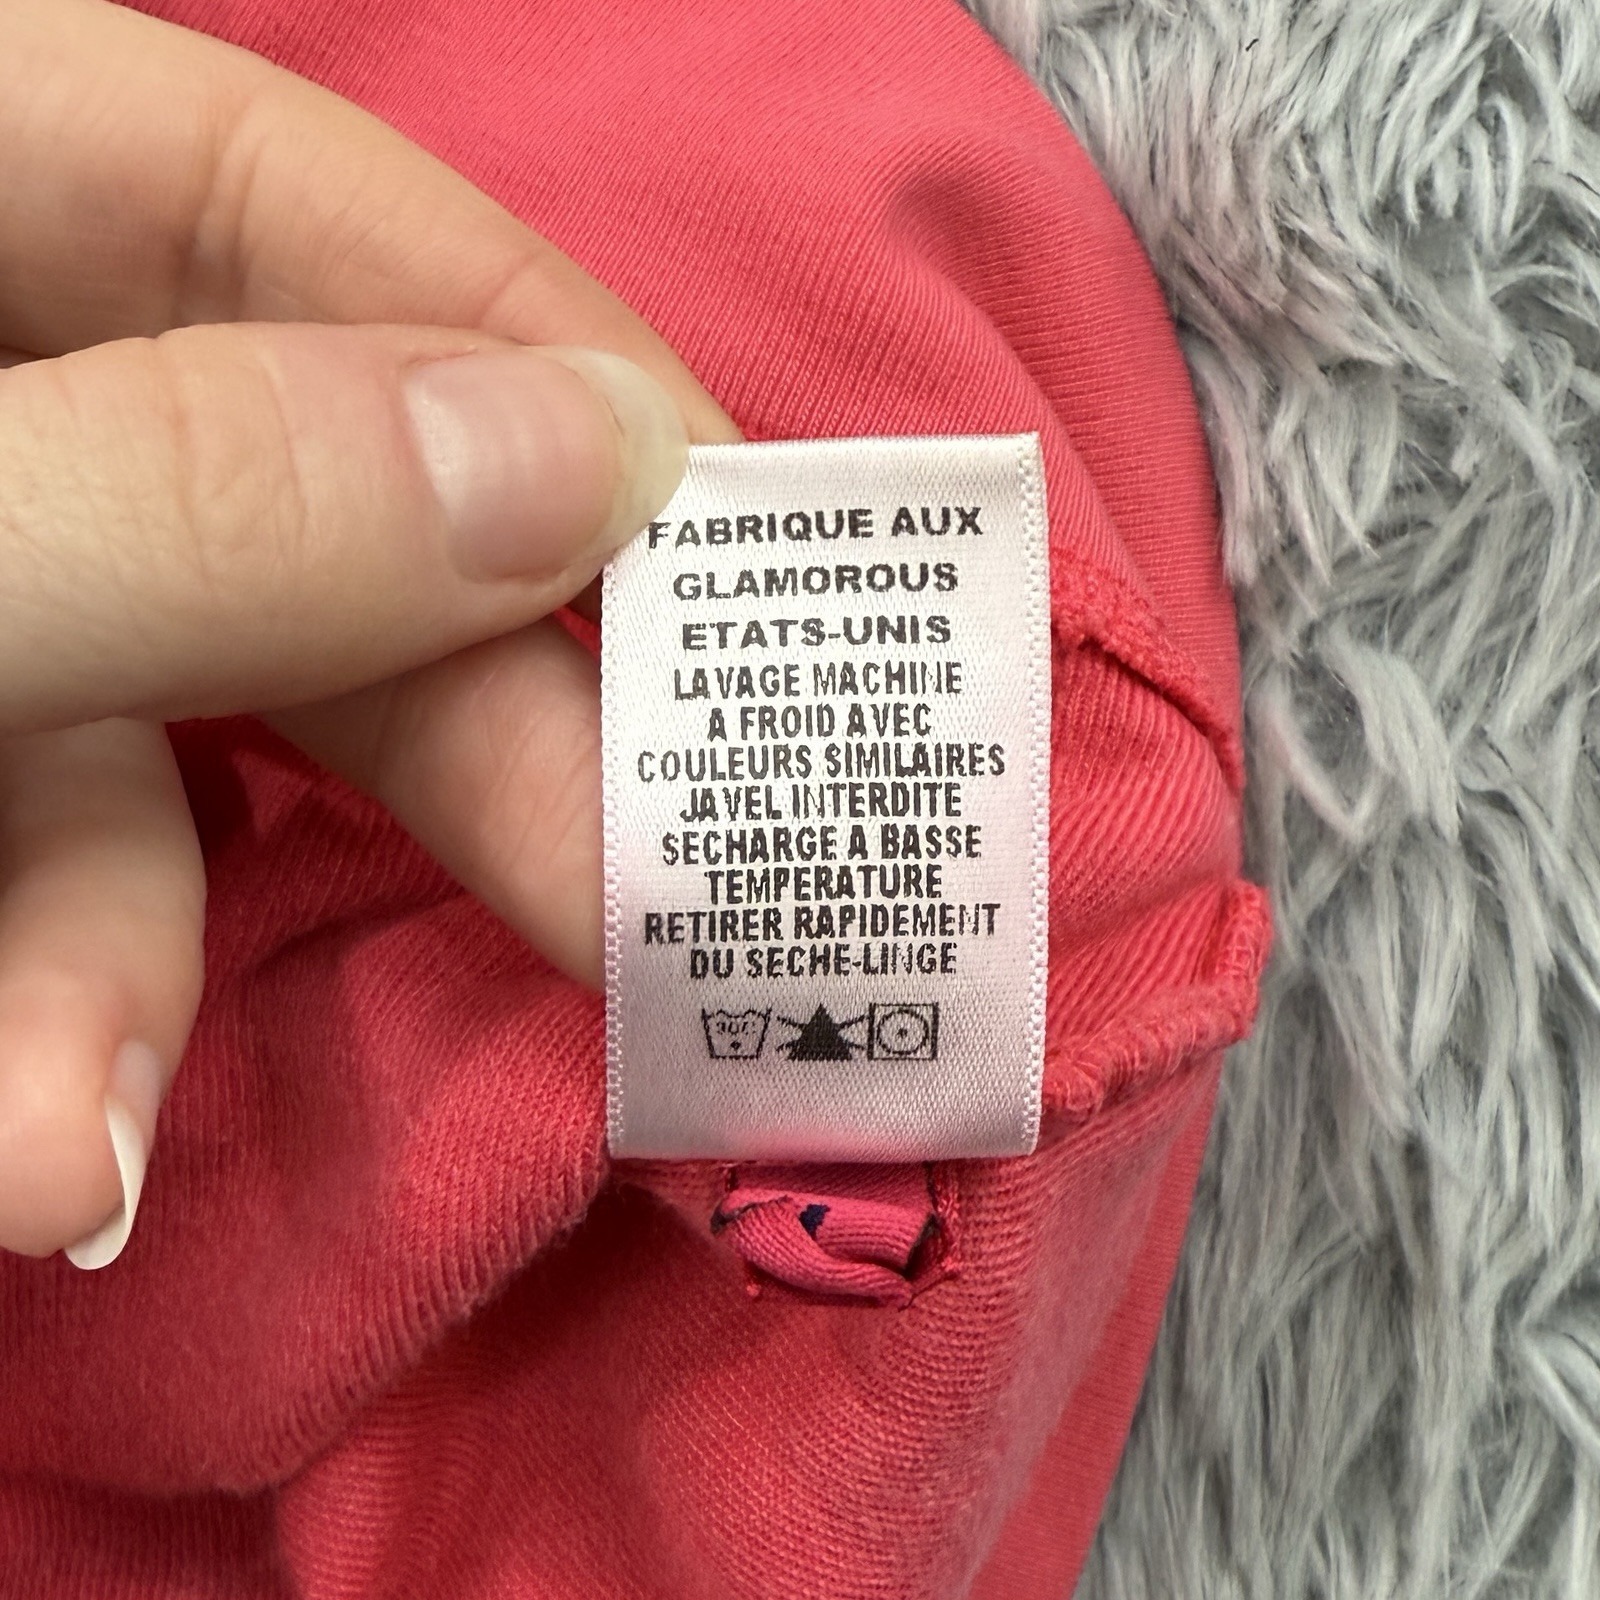 FABRIQUE AUX
GLAMOROUS
ETATS-UNIS
LAVAGE MACHINE
A FROID AVEC
COULEURS SIMILAIRES
JAVEL INTERDITE
SECHARGE A BASSE
TEMPERATURE
RETIRER RAPIDEMENT
DU SECHE-LINGE
30C